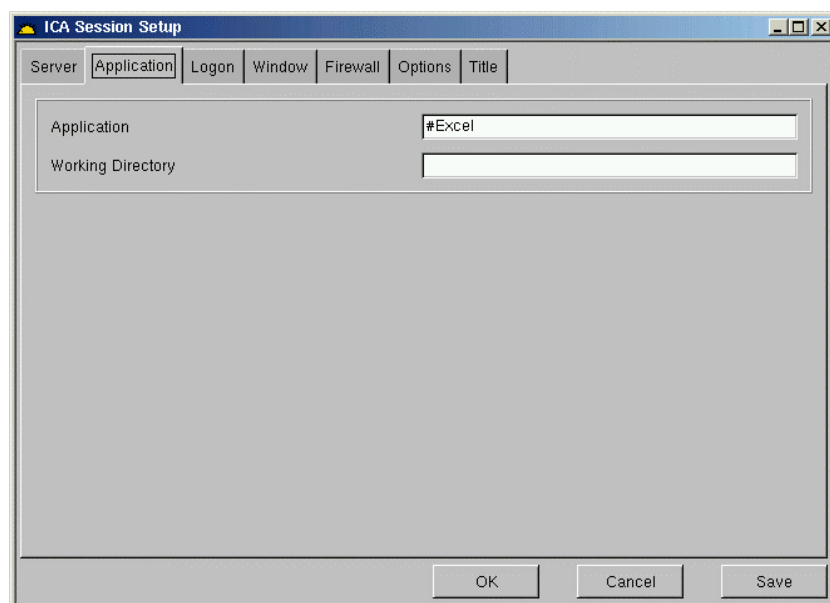 ICA Session Setup
Server Application Logon Window Firewall Options Title
Application #Excel
Working Directory
OK Cancel Save